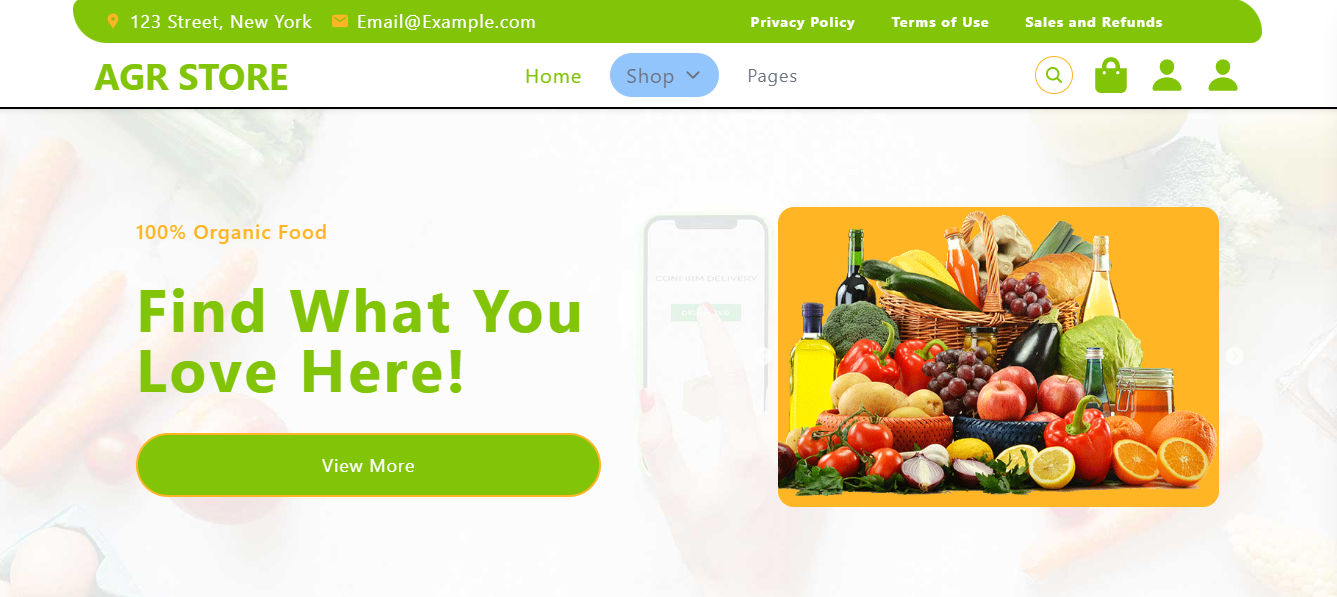 123 Street, New York Email@Example.com Privacy Policy Terms of Use Sales and Refunds
AGR STORE Home Shop Pages
100% Organic Food
CONFIRM DELIVERY
Find What You
Love Here!
View More